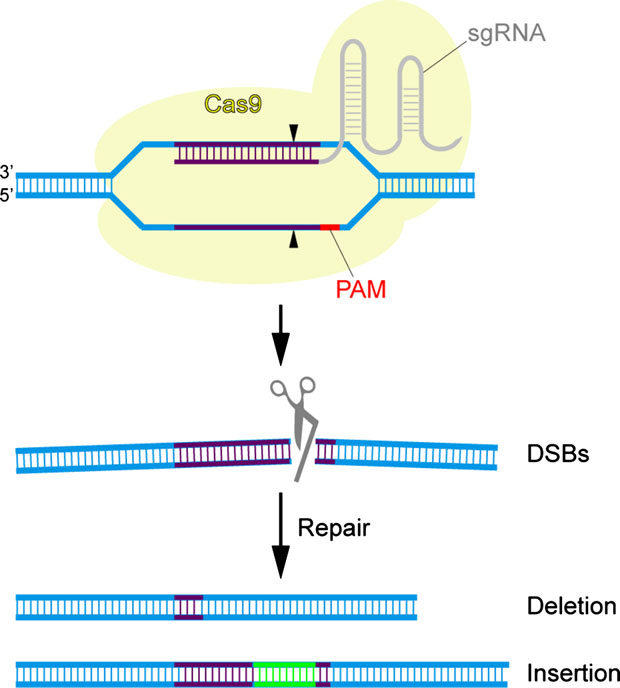 sgRNA
Cas9
3’
5’
PAM
DSBs
Repair
Deletion
Insertion